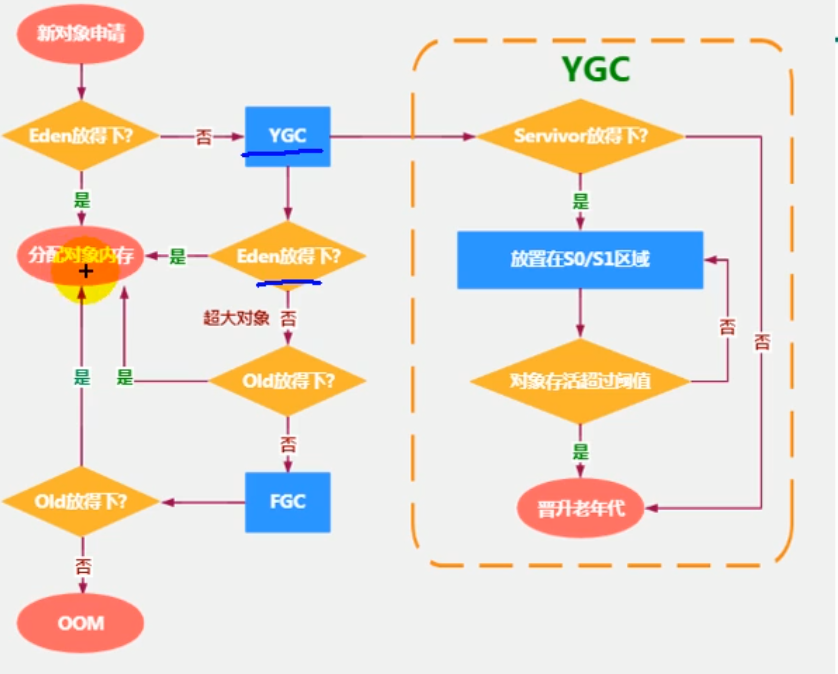 新对象申请
Eden放得下?
否
YGC
是
分配对象内存
是
Eden放得下?
超大对象
否
是
是
Old放得下?
否
Old放得下?
FGC
否
OOM
YGC
Servivor放得下?
是
放置在S0/S1区域
否
否
对象存活超过阈值
是
晋升老年代